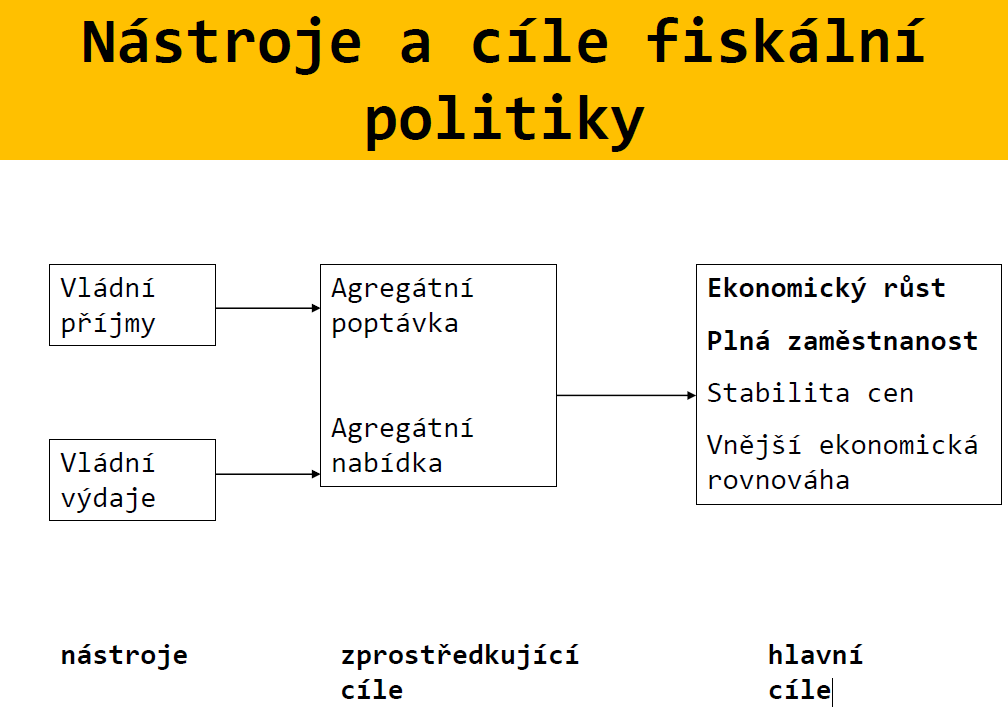 Nástroje a cíle fiskální
politiky
Vládní
příjmy
Vládní
výdaje
Agregátní
poptávka
Agregátní
nabídka
Ekonomický růst
Plná zaměstnanost
Stabilita cen
Vnější ekonomická
rovnováha
nástroje
zprostředkující
cíle
hlavní
cíle